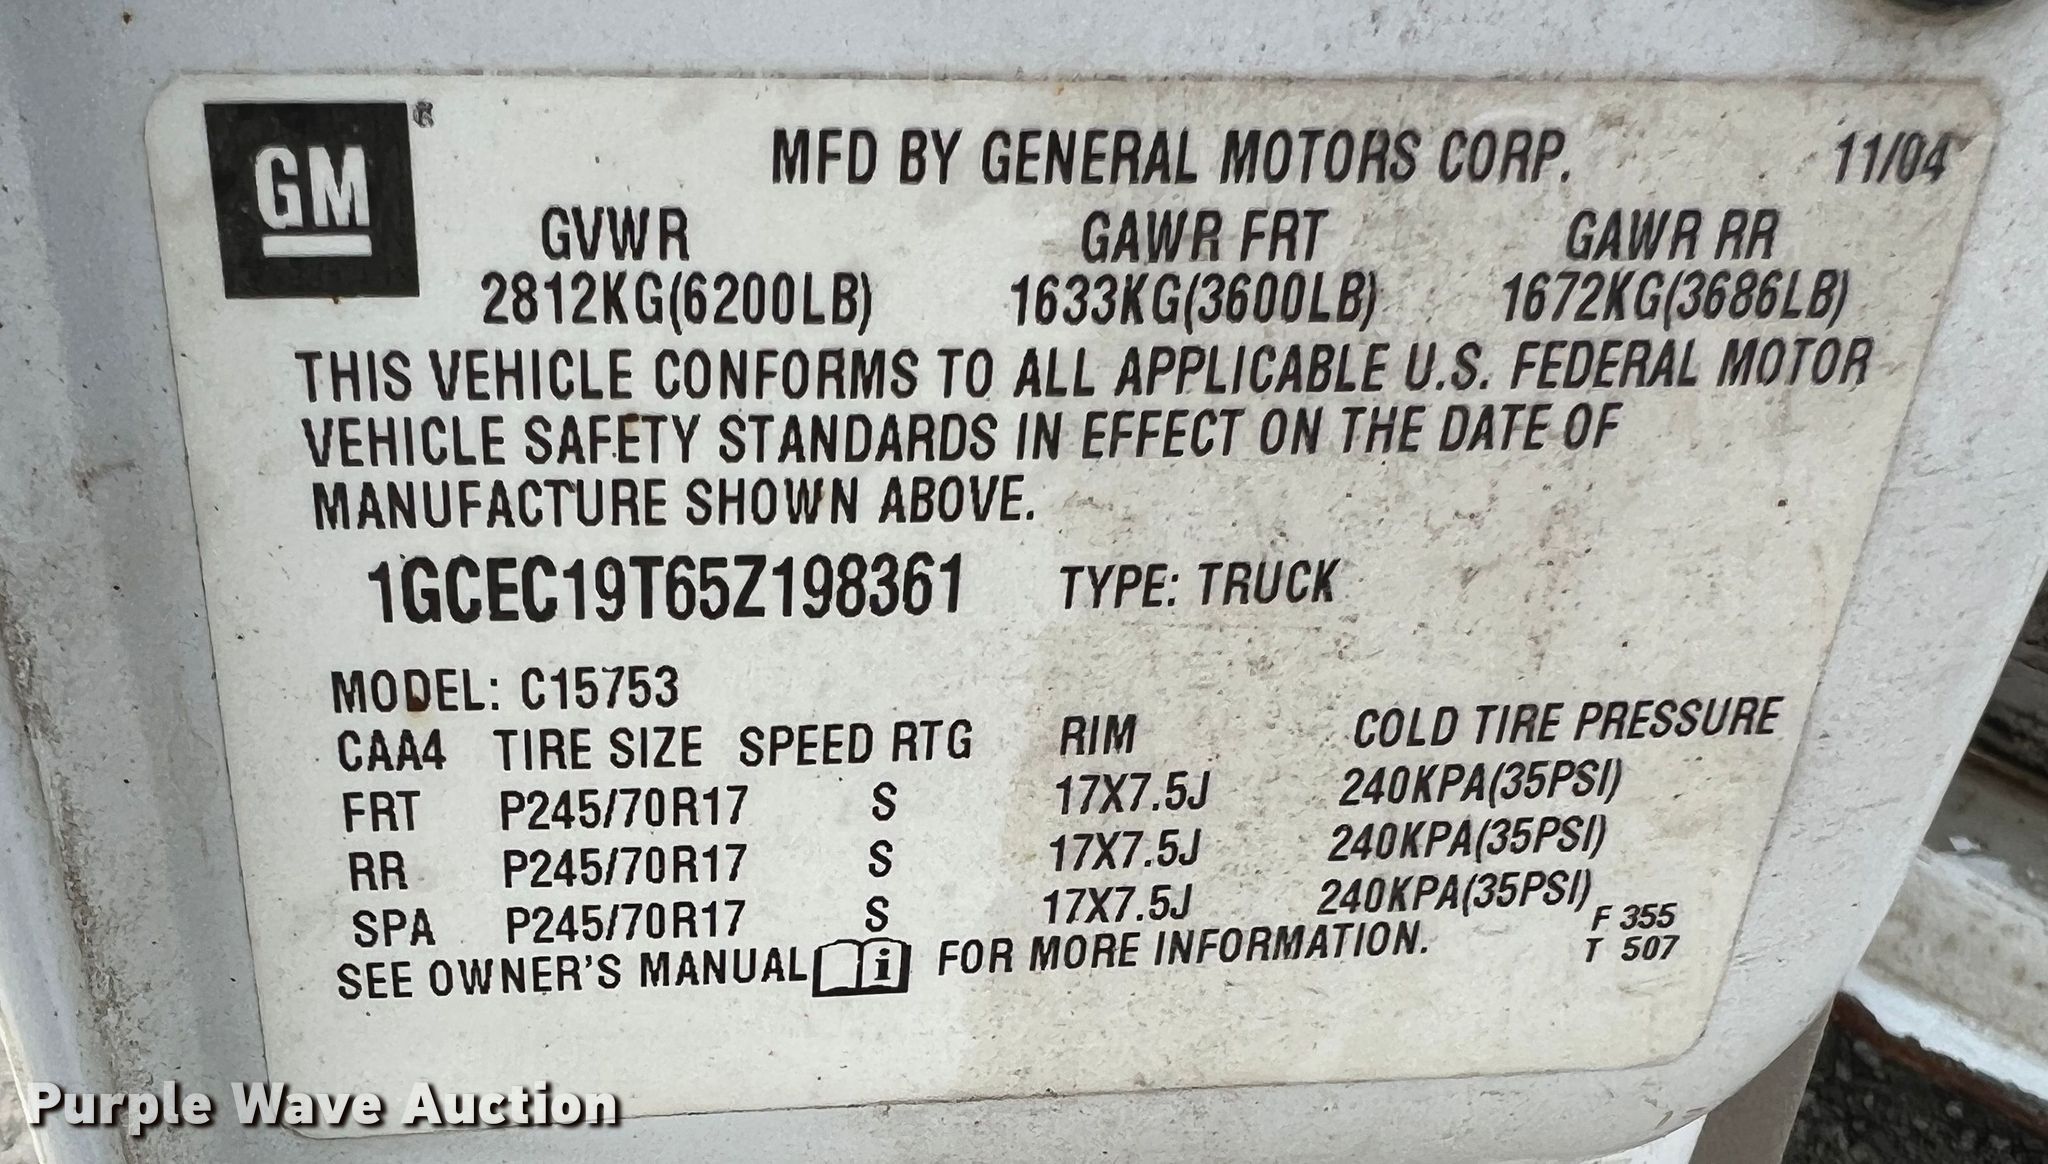 GM ®
MFD BY GENERAL MOTORS CORP. 11/04
GVWR GAWR FRT GAWR RR
2812KG(6200LB) 1633KG(3600LB) 1672KG(3686LB)
THIS VEHICLE CONFORMS TO ALL APPLICABLE U.S. FEDERAL MOTOR
VEHICLE SAFETY STANDARDS IN EFFECT ON THE DATE OF
MANUFACTURE SHOWN ABOVE.
1GCEC19T65Z198361 TYPE: TRUCK
MODEL: C15753
CAA4 TIRE SIZE SPEED RTG RIM COLD TIRE PRESSURE
FRT P245/70R17 S 17X7.5J 240KPA(35PSI)
RR P245/70R17 S 17X7.5J 240KPA(35PSI)
SPA P245/70R17 S 17X7.5J 240KPA(35PSI) F 355
SEE OWNER'S MANUAL i FOR MORE INFORMATION. T 507
Purple Wave Auction